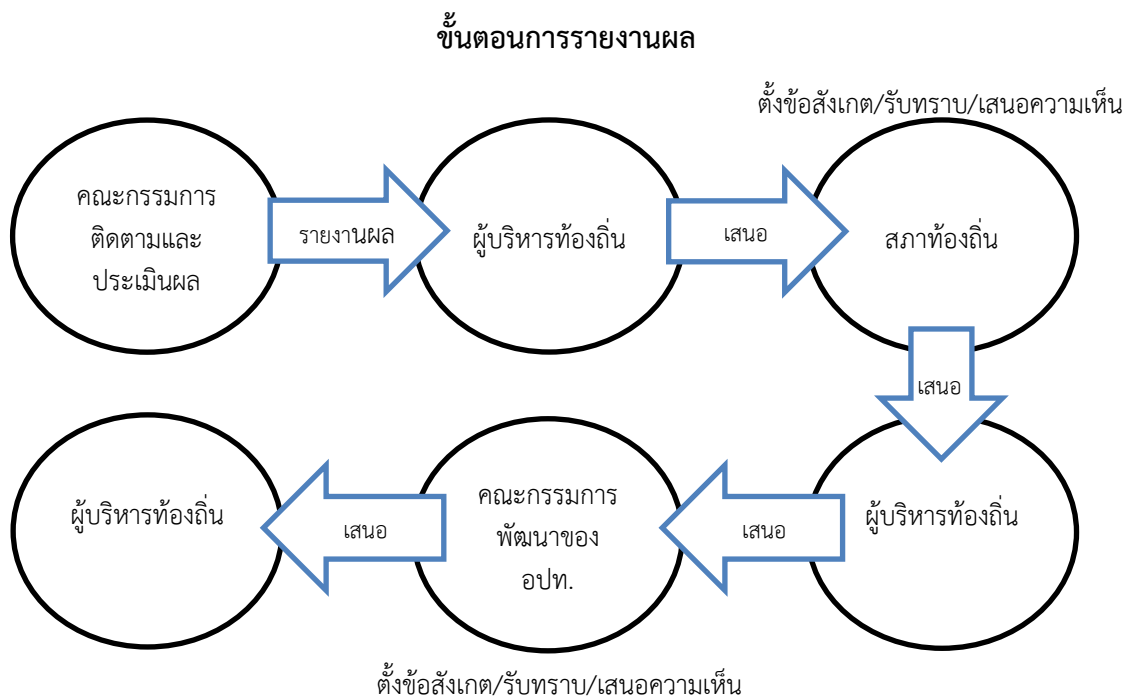 ขั้นตอนการรายงานผล
ตั้งข้อสังเกต/รับทราบ/เสนอความเห็น
คณะกรรมการ
ติดตามและ
ประเมินผล
รายงานผล
ผู้บริหารท้องถิ่น
เสนอ
สภาท้องถิ่น
เสนอ
ผู้บริหารท้องถิ่น
เสนอ
คณะกรรมการ
พัฒนาของ
อปท.
เสนอ
ผู้บริหารท้องถิ่น
ตั้งข้อสังเกต/รับทราบ/เสนอความเห็น